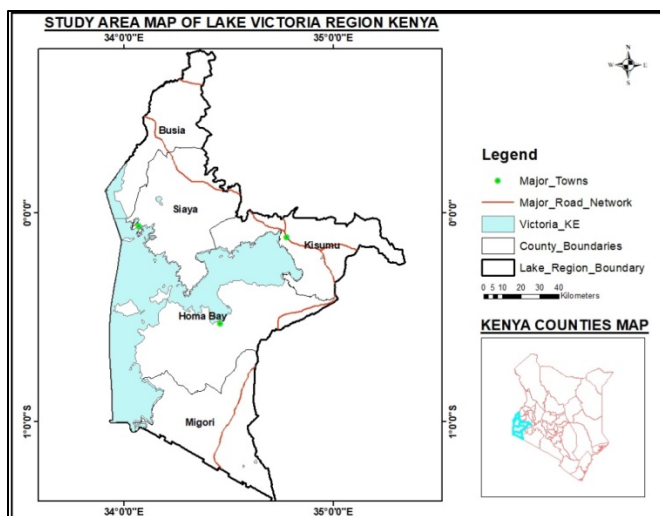 STUDY AREA MAP OF LAKE VICTORIA REGION KENYA
34°0'0"E 35°0'0"E
N
W E
S
Busia
Legend
Major_Towns
Siaya
Major_Road_Network
0°0'0" 0°0'0"
Victoria_KE
Kisumu
County_Boundaries
Lake_Region_Boundary
0 5 10 20 30 40
Kilometers
Homa Bay
KENYA COUNTIES MAP
Migori
1°0'0"S 1°0'0"S
34°0'0"E 35°0'0"E